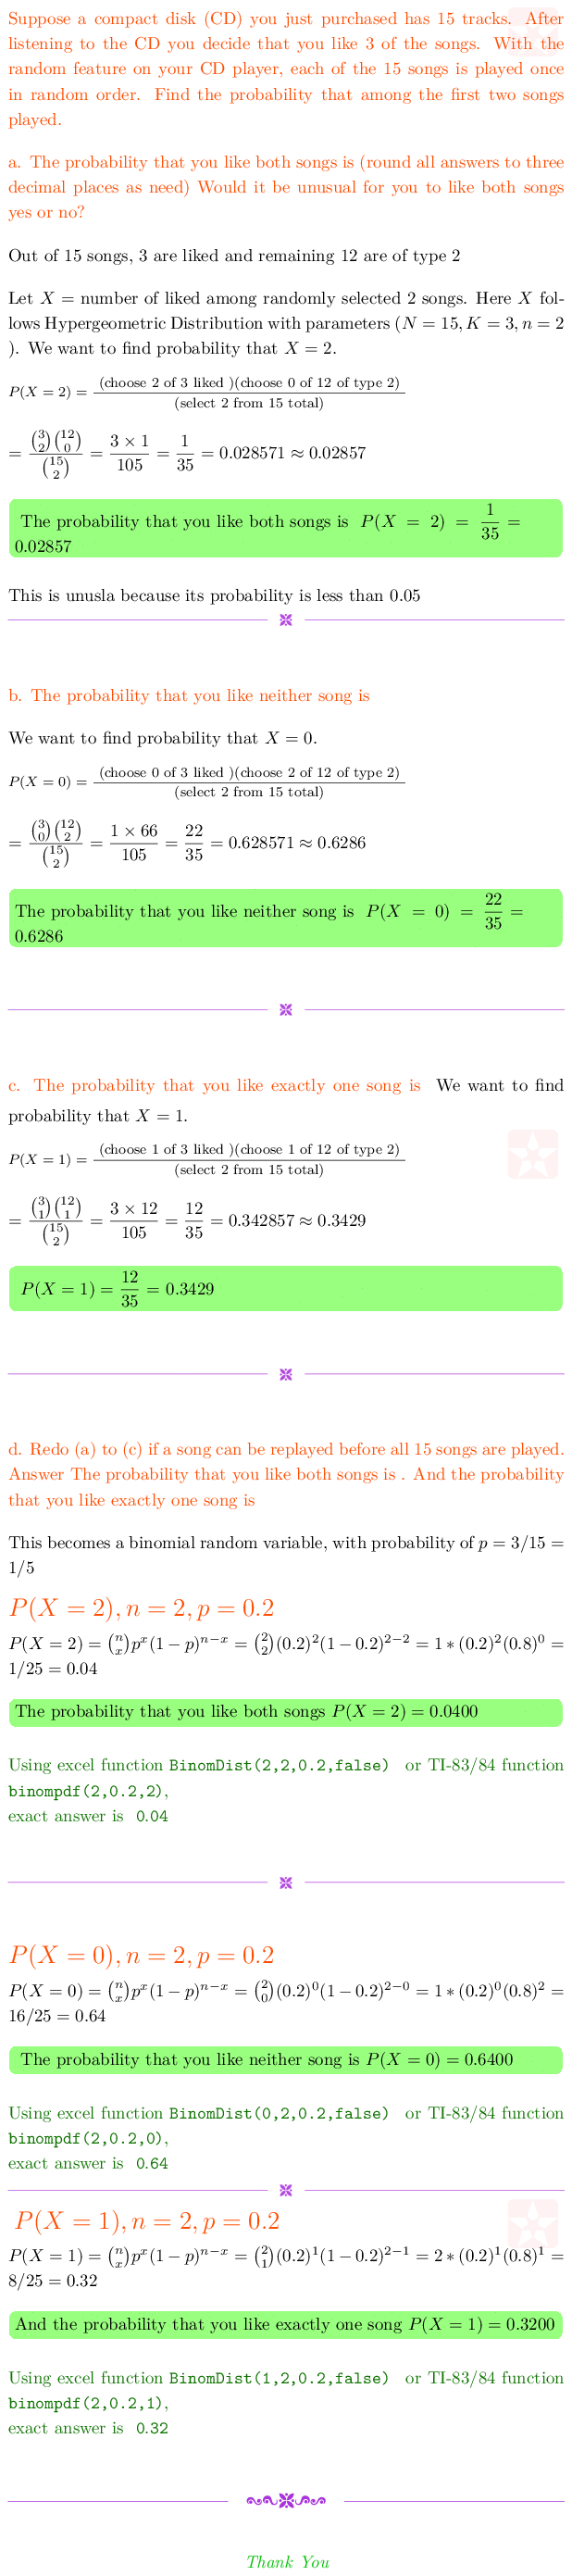 Suppose a compact disk (CD) you just purchased has 15 tracks. After
listening to the CD you decide that you like 3 of the songs. With the
random feature on your CD player, each of the 15 songs is played once
in random order. Find the probability that among the first two songs
played.
a. The probability that you like both songs is (round all answers to three
decimal places as need) Would it be unusual for you to like both songs
yes or no?
Out of 15 songs, 3 are liked and remaining 12 are of type 2
Let X = number of liked among randomly selected 2 songs. Here X fol-
lows Hypergeometric Distribution with parameters (N = 15, K = 3, n = 2
). We want to find probability that X = 2.
P(X = 2) = \frac{(choose 2 of 3 liked )(choose 0 of 12 of type 2)}{(select 2 from 15 total)}
= \frac{\binom{3}{2}\binom{12}{0}}{\binom{15}{2}} = \frac{3 × 1}{105} = \frac{1}{35} = 0.028571 ≈ 0.02857
The probability that you like both songs is P(X = 2) = \frac{1}{35} =
0.02857
This is unusla because its probability is less than 0.05
b. The probability that you like neither song is
We want to find probability that X = 0.
P(X = 0) = \frac{(choose 0 of 3 liked )(choose 2 of 12 of type 2)}{(select 2 from 15 total)}
= \frac{\binom{3}{0}\binom{12}{2}}{\binom{15}{2}} = \frac{1 × 66}{105} = \frac{22}{35} = 0.628571 ≈ 0.6286
The probability that you like neither song is P(X = 0) = \frac{22}{35} =
0.6286
c. The probability that you like exactly one song is We want to find
probability that X = 1.
P(X = 1) = \frac{(choose 1 of 3 liked )(choose 1 of 12 of type 2)}{(select 2 from 15 total)}
= \frac{\binom{3}{1}\binom{12}{1}}{\binom{15}{2}} = \frac{3 × 12}{105} = \frac{12}{35} = 0.342857 ≈ 0.3429
P(X = 1) = \frac{12}{35} = 0.3429
d. Redo (a) to (c) if a song can be replayed before all 15 songs are played.
Answer The probability that you like both songs is . And the probability
that you like exactly one song is
This becomes a binomial random variable, with probability of p = 3/15 =
1/5
P(X = 2), n = 2, p = 0.2
P(X = 2) = \binom{n}{x}p^x(1 − p)^{n−x} = \binom{2}{2}(0.2)^2(1 − 0.2)^{2−2} = 1 * (0.2)^2(0.8)^0 =
1/25 = 0.04
The probability that you like both songs P(X = 2) = 0.0400
Using excel function BinomDist(2,2,0.2,false) or TI-83/84 function
binompdf(2,0.2,2),
exact answer is 0.04
P(X = 0), n = 2, p = 0.2
P(X = 0) = \binom{n}{x}p^x(1 − p)^{n−x} = \binom{2}{0}(0.2)^0(1 − 0.2)^{2−0} = 1 * (0.2)^0(0.8)^2 =
16/25 = 0.64
The probability that you like neither song is P(X = 0) = 0.6400
Using excel function BinomDist(0,2,0.2,false) or TI-83/84 function
binompdf(2,0.2,0),
exact answer is 0.64
P(X = 1), n = 2, p = 0.2
P(X = 1) = \binom{n}{x}p^x(1 − p)^{n−x} = \binom{2}{1}(0.2)^1(1 − 0.2)^{2−1} = 2 * (0.2)^1(0.8)^1 =
8/25 = 0.32
And the probability that you like exactly one song P(X = 1) = 0.3200
Using excel function BinomDist(1,2,0.2,false) or TI-83/84 function
binompdf(2,0.2,1),
exact answer is 0.32
Thank You